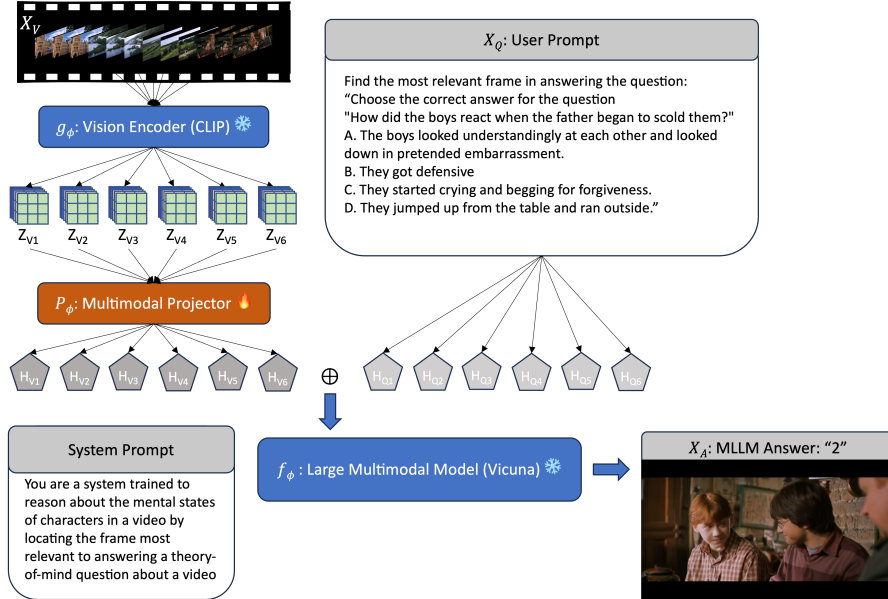 X_V
g_ϕ: Vision Encoder (CLIP)
Z_V1 Z_V2 Z_V3 Z_V4 Z_V5 Z_V6
P_ϕ: Multimodal Projector
H_V1 H_V2 H_V3 H_V4 H_V5 H_V6
X_Q: User Prompt
Find the most relevant frame in answering the question:
“Choose the correct answer for the question
"How did the boys react when the father began to scold them?"
A. The boys looked understandingly at each other and looked
down in pretended embarrassment.
B. They got defensive
C. They started crying and begging for forgiveness.
D. They jumped up from the table and ran outside.”
⊕
H_Q1 H_Q2 H_Q3 H_Q4 H_Q5 H_Q6
System Prompt
You are a system trained to
reason about the mental states
of characters in a video by
locating the frame most
relevant to answering a theory-
of-mind question about a video
f_ϕ : Large Multimodal Model (Vicuna)
X_A: MLLM Answer: “2”